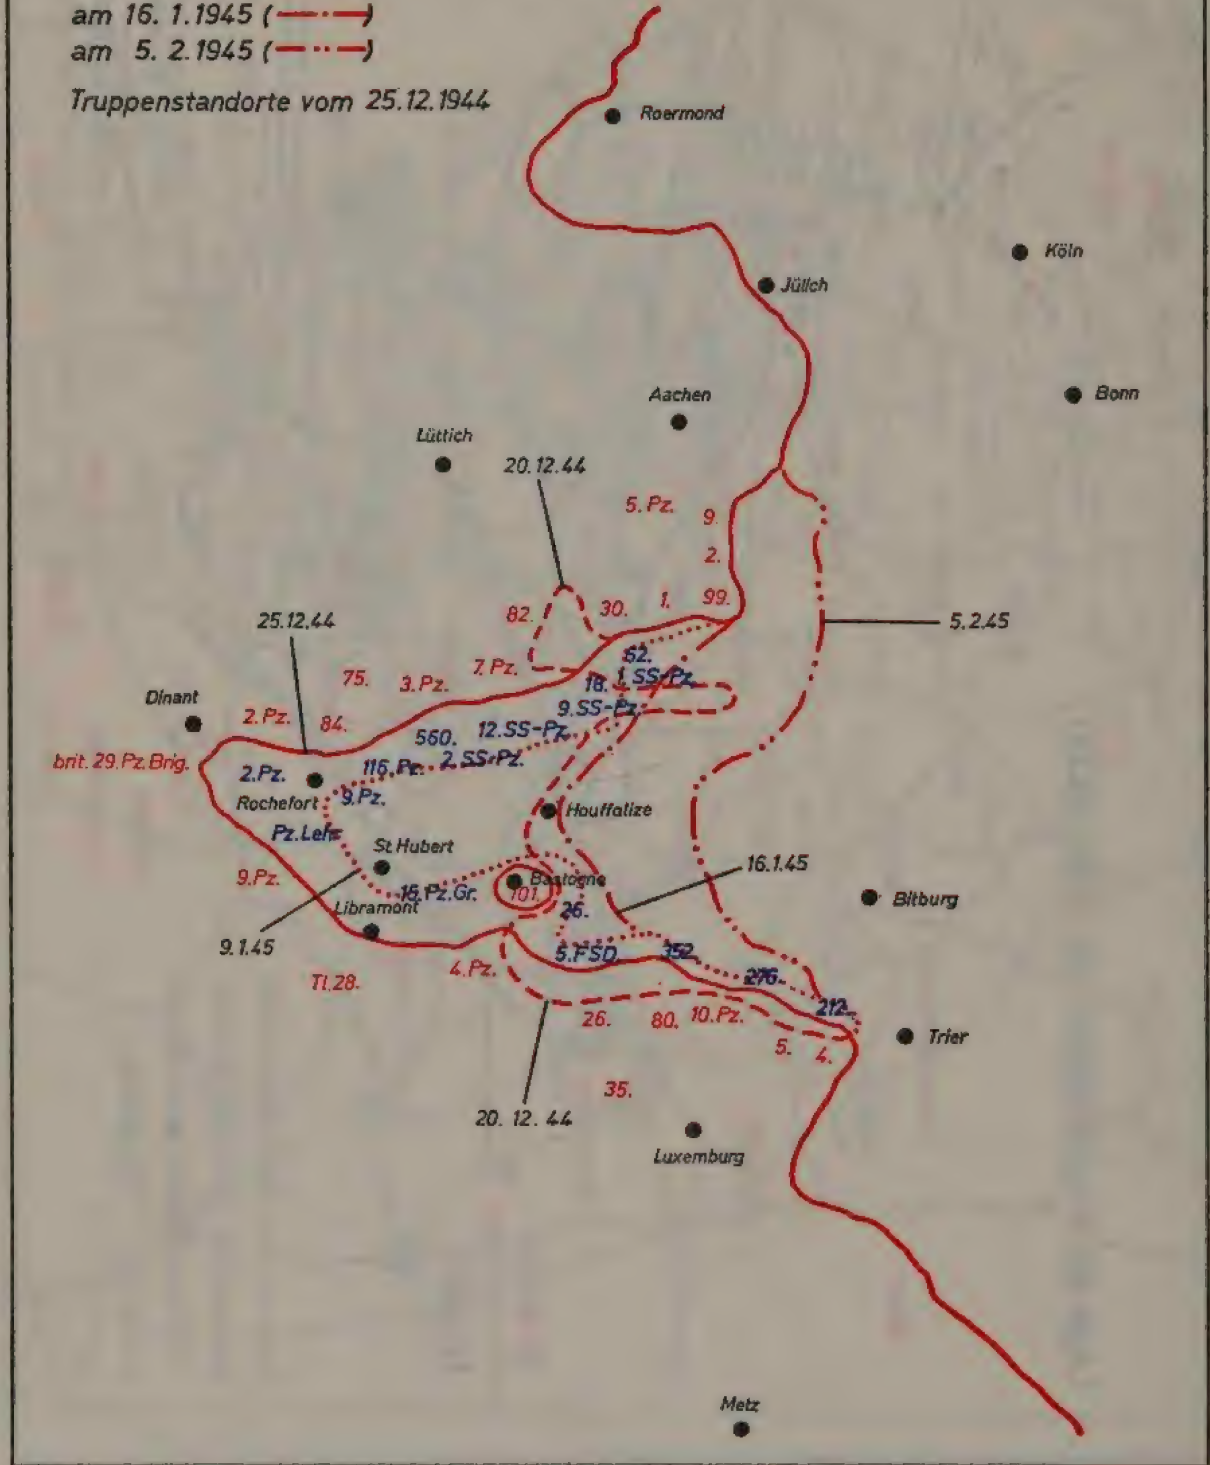 am 16. 1. 1945 (
am 5. 2. 1945 (
Truppenstandorte vom 25.12.1944
Roermond
Köln
Jülich
Bonn
Aachen
Lüttich
20.12.44
5. Pz.
9.
2.
82.
30.
1.
99.
25.12.44
5.2.45
62.
75.
3. Pz.
7. Pz.
18.
1. SS-Pz.
Dinant
2. Pz.
84.
9. SS-Pz.
560.
12. SS-Pz.
brit. 29. Pz. Brig.
2. Pz.
116. Pz.
2. SS-Pz.
Rochefort
9. Pz.
Houffalize
Pz. Lehr
St Hubert
16.1.45
9. Pz.
15. Pz. Gr.
Bastogne
101.
Bitburg
Libramont
26.
9.1.45
5. FSD
352.
Tl. 28.
4. Pz.
276.
212.
26.
80.
10. Pz.
Trier
5.
4.
35.
20. 12. 44
Luxemburg
Metz